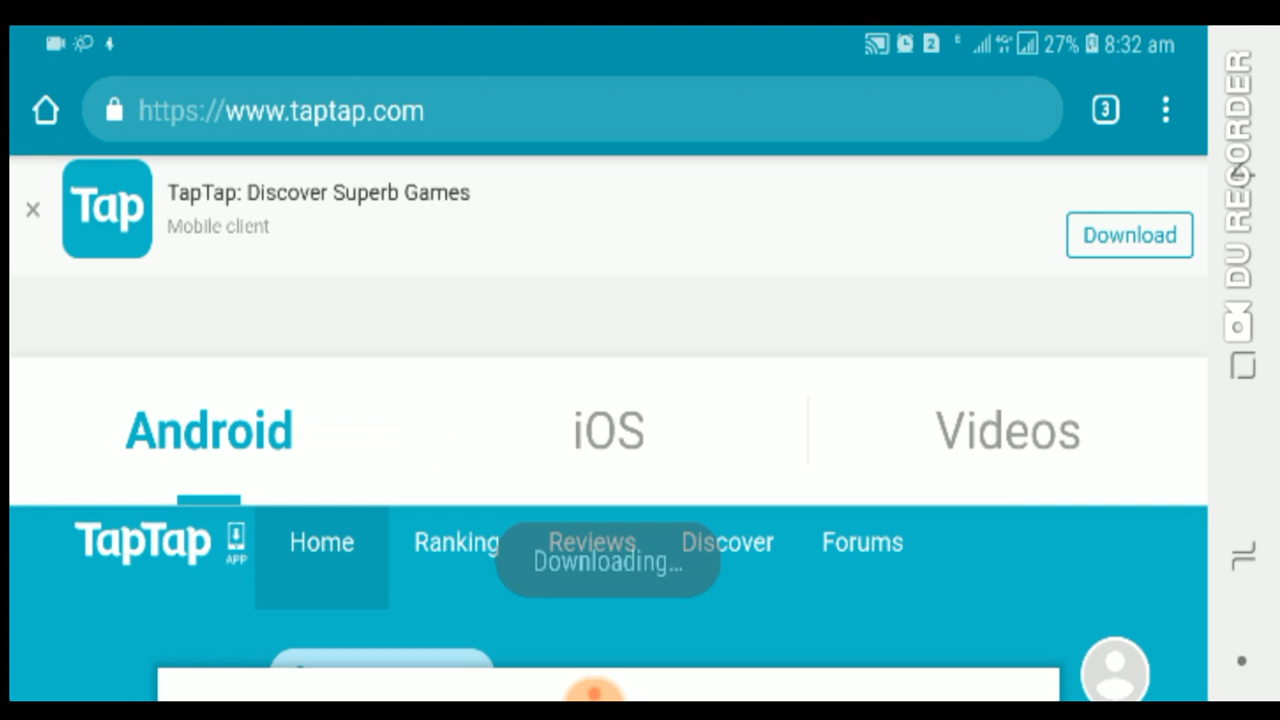 27% 8:32 am
https://www.taptap.com
3
Tap
TapTap: Discover Superb Games
Mobile client
Download
Android iOS Videos
TapTap APP Home Ranking Reviews Discover Forums
Downloading...
DU RECORDER